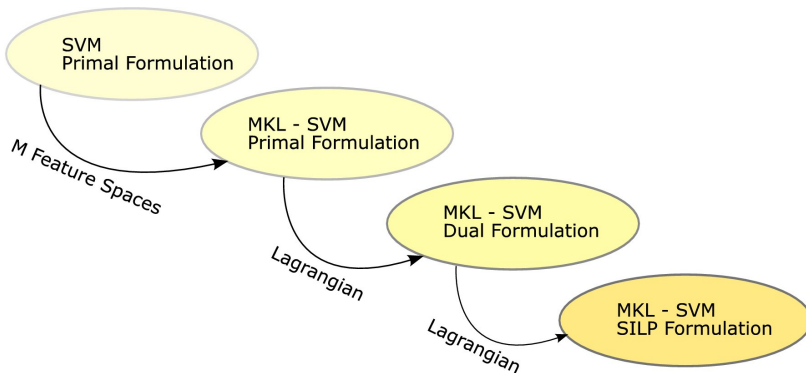 SVM
Primal Formulation
M Feature Spaces
MKL - SVM
Primal Formulation
Lagrangian
MKL - SVM
Dual Formulation
Lagrangian
MKL - SVM
SILP Formulation